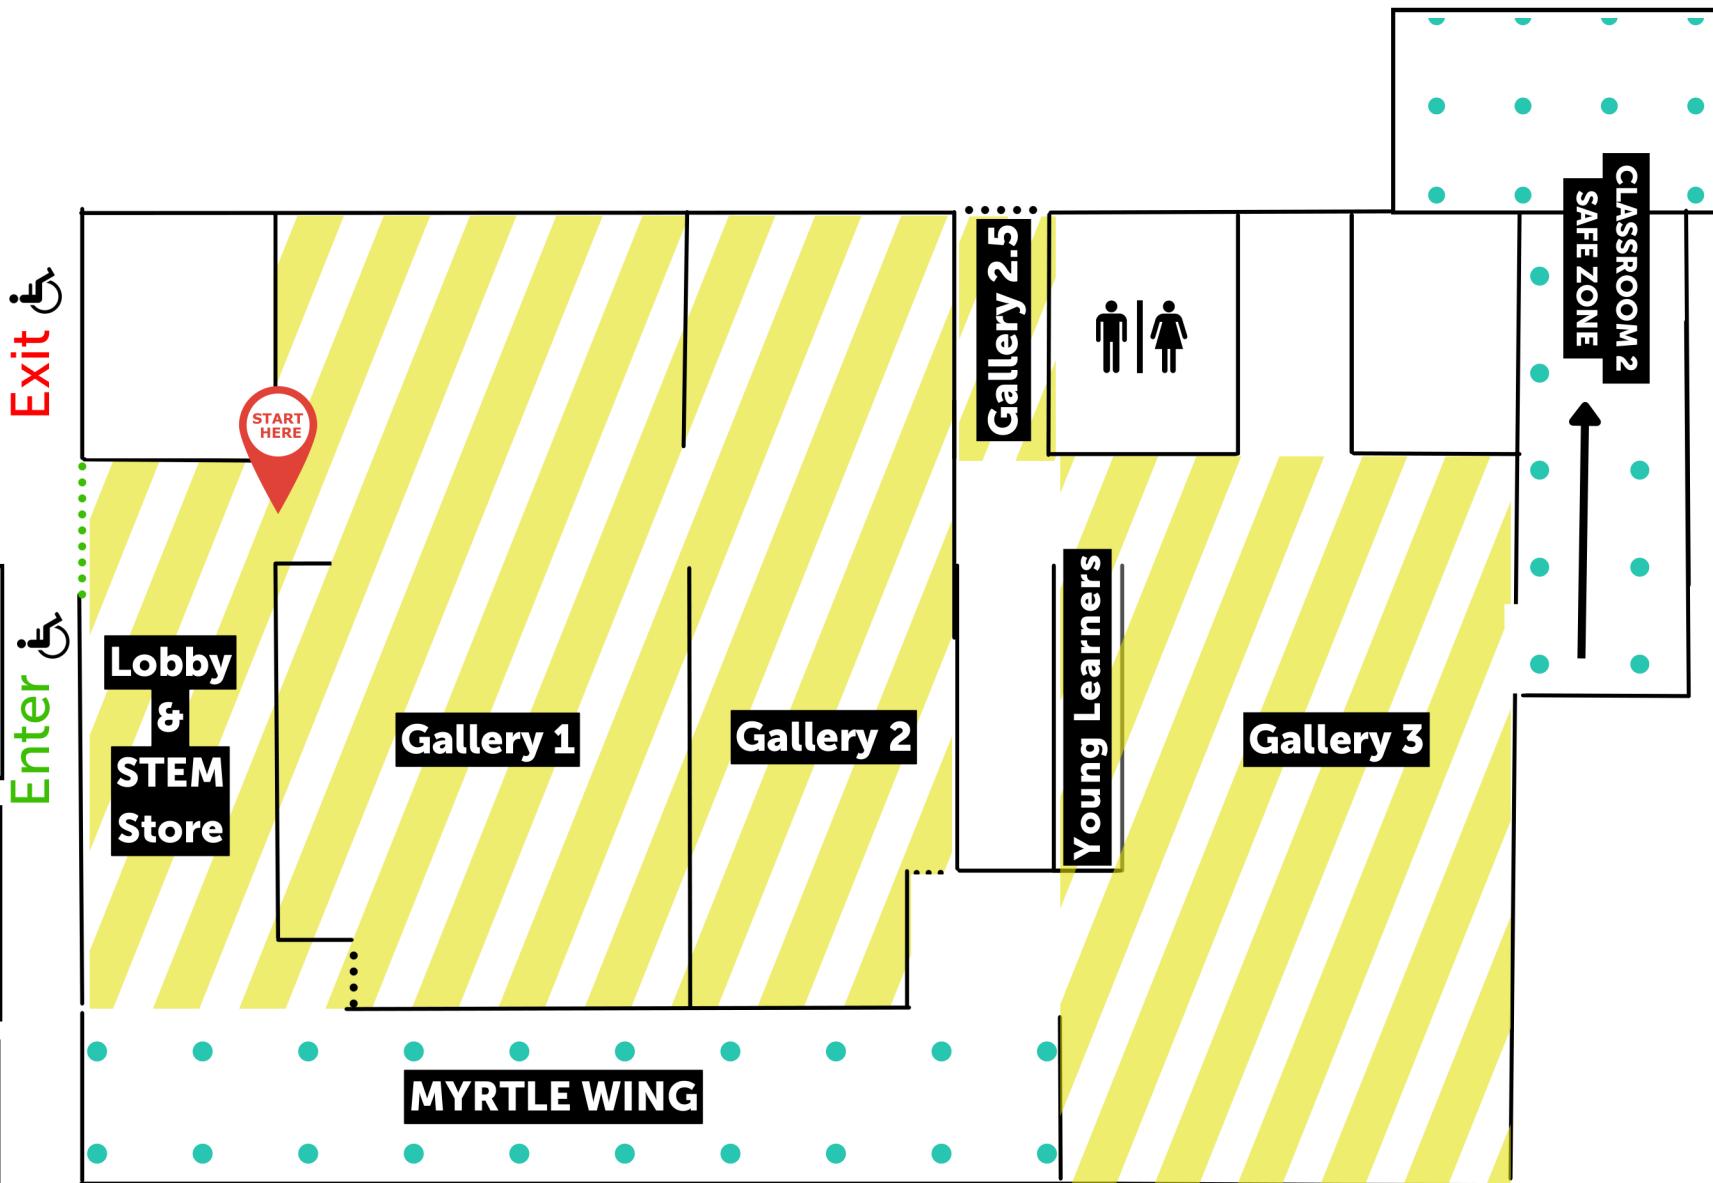 Exit
Enter
START
HERE
Lobby
&
STEM
Store
Gallery 1
Gallery 2
Gallery 2.5
Young Learners
Gallery 3
CLASSROOM 2
SAFE ZONE
MYRTLE WING